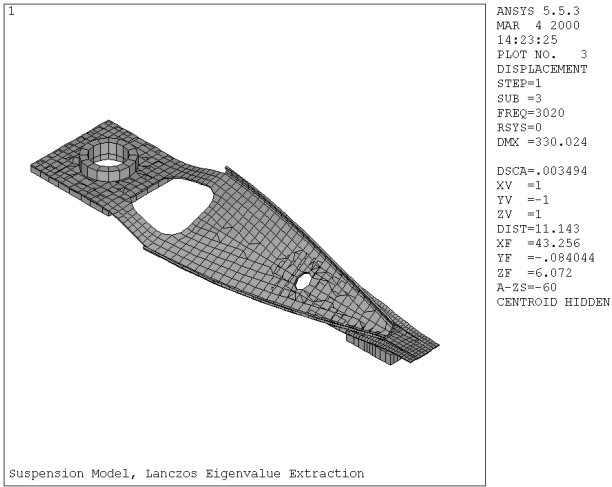 1
ANSYS 5.5.3
MAR  4 2000
14:23:25
PLOT NO.   3
DISPLACEMENT
STEP=1
SUB =3
FREQ=3020
RSYS=0
DMX =330.024
DSCA=.003494
XV  =1
YV  =-1
ZV  =1
DIST=11.143
XF  =43.256
YF  =-.084044
ZF  =6.072
A-ZS=-60
CENTROID HIDDEN
Suspension Model, Lanczos Eigenvalue Extraction